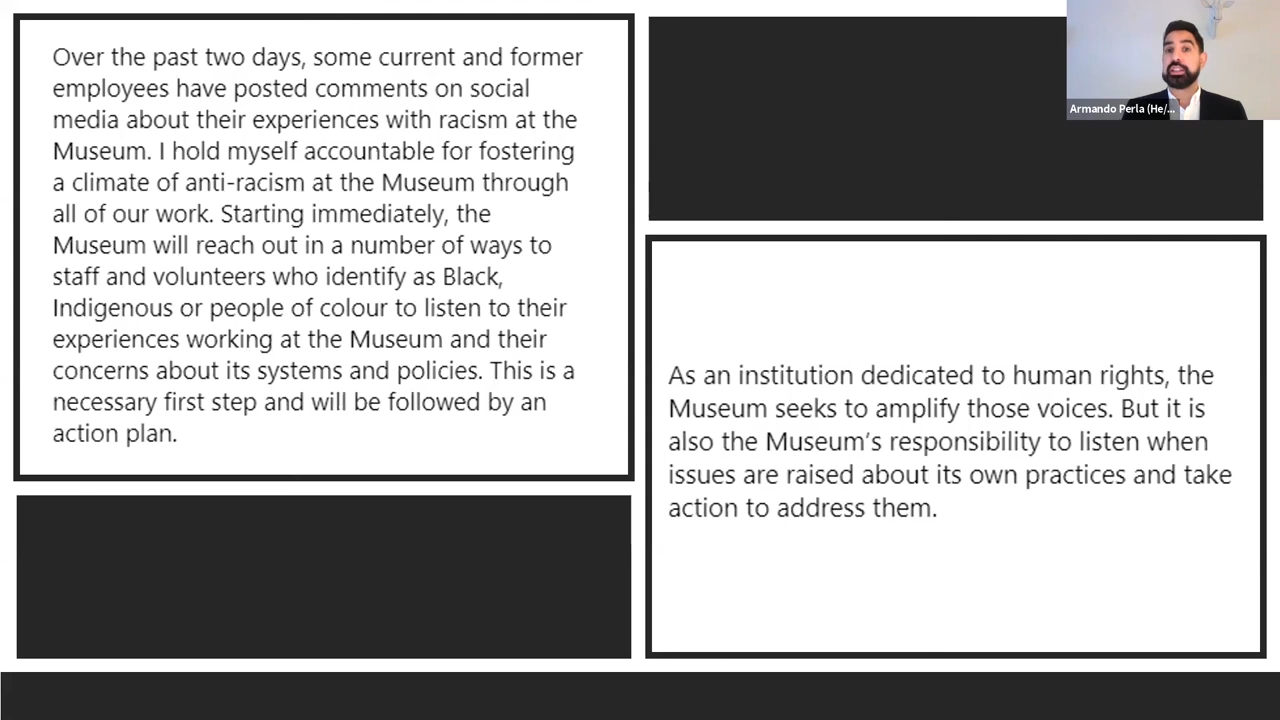 Over the past two days, some current and former
employees have posted comments on social
media about their experiences with racism at the
Museum. I hold myself accountable for fostering
a climate of anti-racism at the Museum through
all of our work. Starting immediately, the
Museum will reach out in a number of ways to
staff and volunteers who identify as Black,
Indigenous or people of colour to listen to their
experiences working at the Museum and their
concerns about its systems and policies. This is a
necessary first step and will be followed by an
action plan.
Armando Perla (He/...
As an institution dedicated to human rights, the
Museum seeks to amplify those voices. But it is
also the Museum's responsibility to listen when
issues are raised about its own practices and take
action to address them.